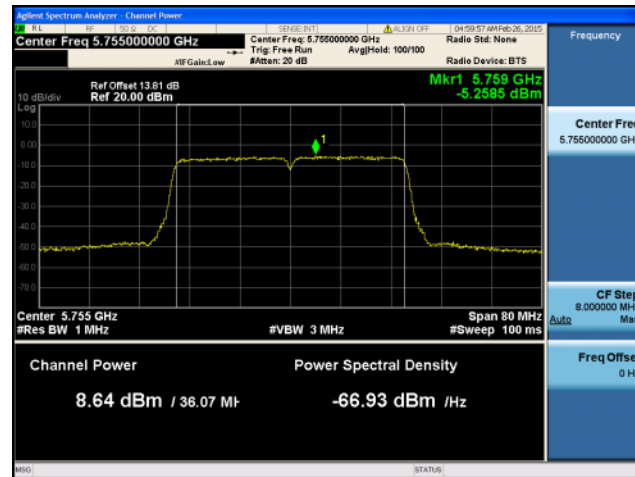 Agilent Spectrum Analyzer - Channel Power
RL RF 50 Ω DC SENSE:INT ALIGN OFF 04:59:57 AM Feb 26, 2015
Center Freq 5.755000000 GHz
Center Freq: 5.755000000 GHz
Radio Std: None
Trig: Free Run Avg|Hold: 100/100
#IFGain:Low #Atten: 20 dB Radio Device: BTS
Frequency
Ref Offset 13.81 dB
10 dB/div Ref 20.00 dBm
Mkr1 5.759 GHz
-5.2585 dBm
Log
10.0
0.00
-10.0
-20.0
-30.0
-40.0
-50.0
-60.0
-70.0
1
Center Fre
5.755000000 GH
Center 5.755 GHz Span 80 MHz
#Res BW 1 MHz #VBW 3 MHz #Sweep 100 ms
CF Ste
8.000000 MH
Auto Ma
Channel Power Power Spectral Density
8.64 dBm / 36.07 MH
-66.93 dBm /Hz
Freq Offse
0 H
MSG STATUS